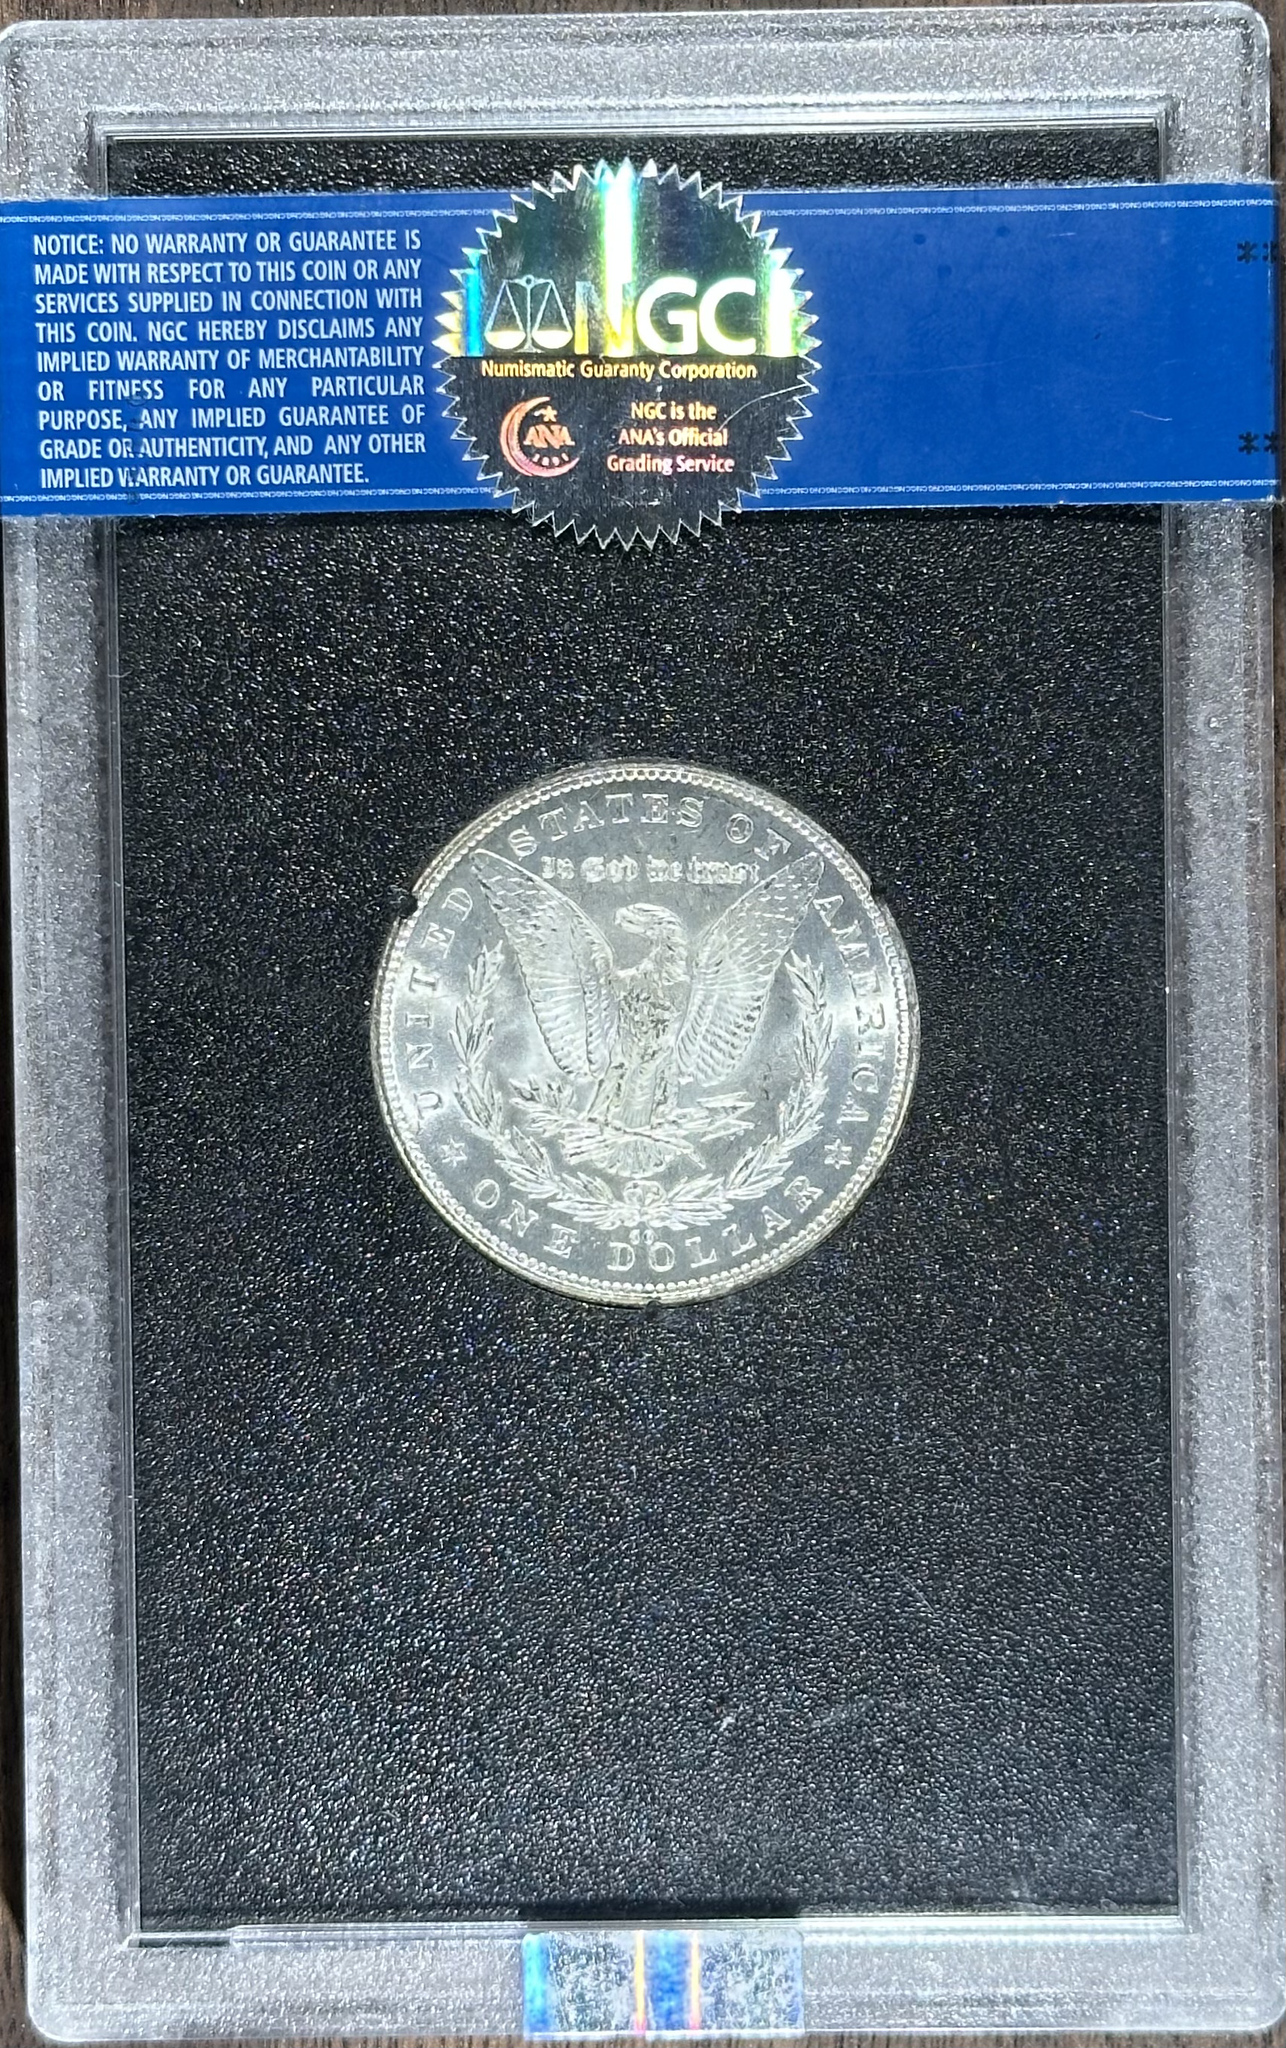 NOTICE: NO WARRANTY OR GUARANTEE IS
MADE WITH RESPECT TO THIS COIN OR ANY
SERVICES SUPPLIED IN CONNECTION WITH
THIS COIN. NGC HEREBY DISCLAIMS ANY
IMPLIED WARRANTY OF MERCHANTABILITY
OR FITNESS FOR ANY PARTICULAR
PURPOSE, ANY IMPLIED GUARANTEE OF
GRADE OR AUTHENTICITY, AND ANY OTHER
IMPLIED WARRANTY OR GUARANTEE.
NGC
Numismatic Guaranty Corporation
ANA
1891
NGC is the
ANA's Official
Grading Service
UNITED STATES OF AMERICA
In God we trust
CC
ONE DOLLAR